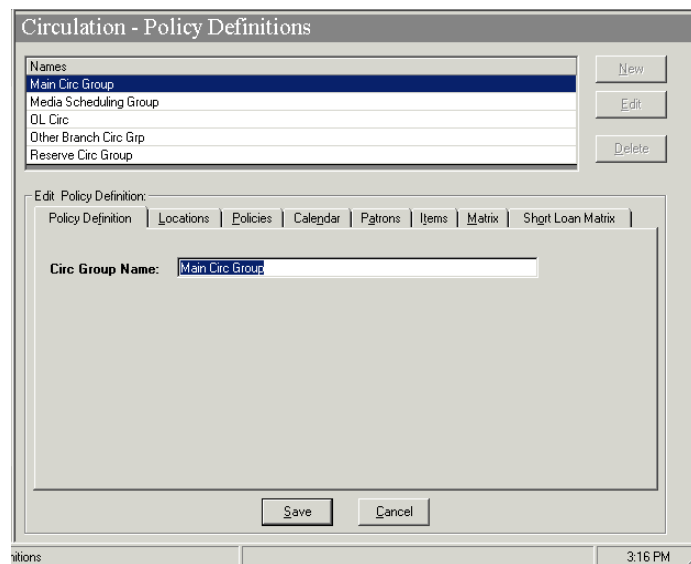 Circulation - Policy Definitions
Names
New
Main Circ Group
Media Scheduling Group
Edit
OL Circ
Other Branch Circ Grp
Delete
Reserve Circ Group
Edit Policy Definition:
Policy Definition Locations Policies Calendar Patrons Items Matrix Short Loan Matrix
Circ Group Name: Main Circ Group
Save Cancel
nitions 3:16 PM